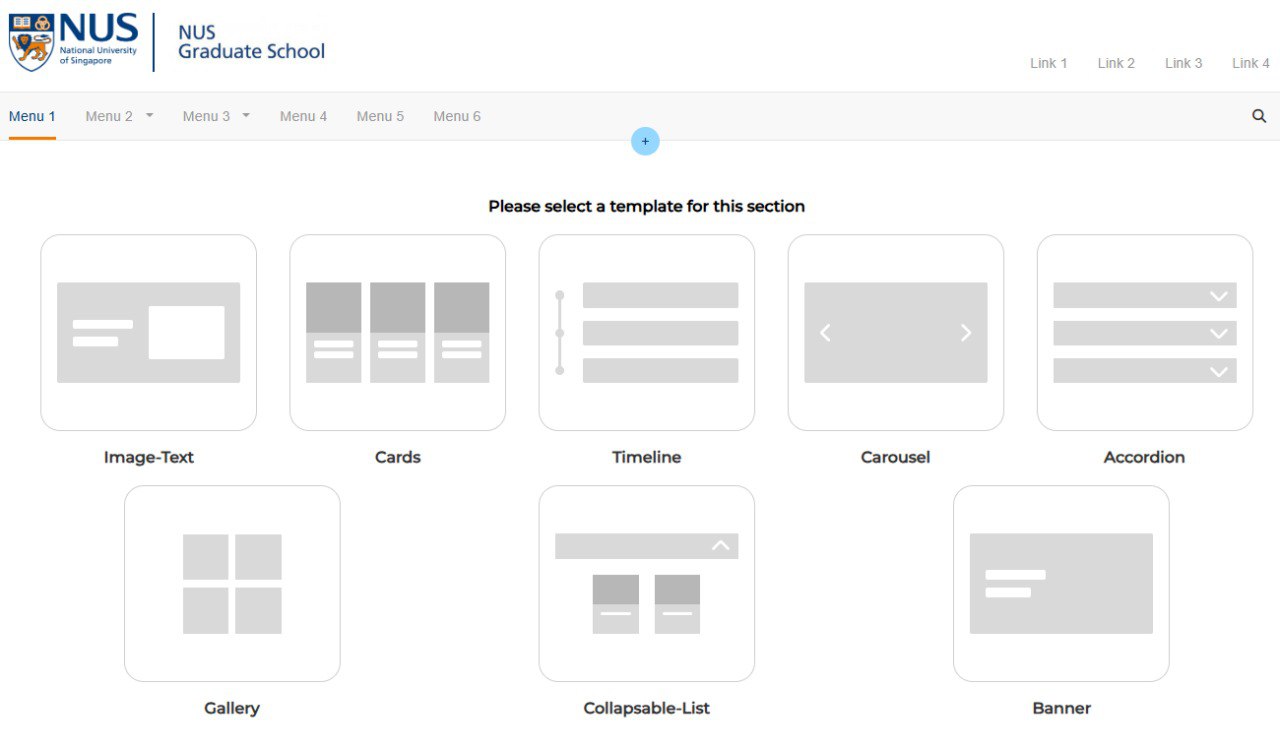 NUS
National University
of Singapore
NUS
Graduate School
Link 1 Link 2 Link 3 Link 4
Menu 1 Menu 2 Menu 3 Menu 4 Menu 5 Menu 6
+
Please select a template for this section
Image-Text Cards Timeline Carousel Accordion
Gallery Collapsable-List Banner